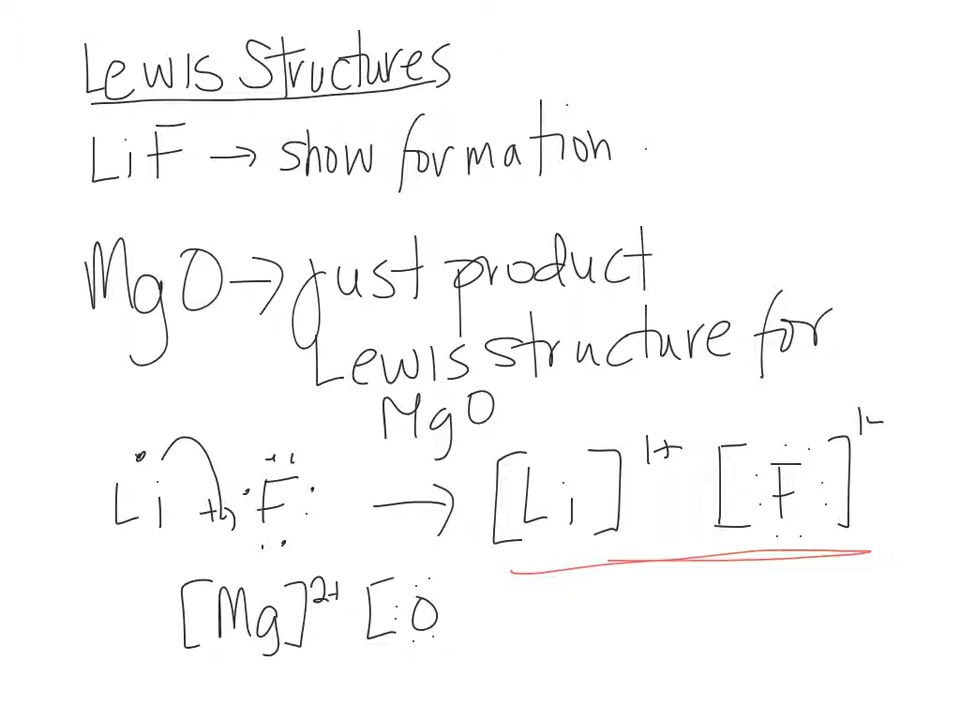 Lewis Structures
LiF → show formation
MgO → just product
Lewis structure for
MgO
Li + F → [Li]¹⁺ [F]¹⁻
[Mg]²⁺ [O